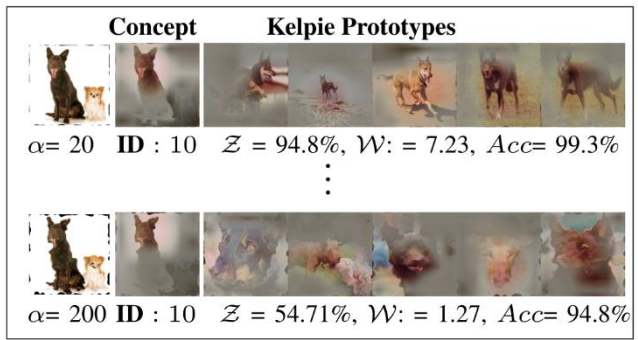 Concept Kelpie Prototypes
α= 20 ID : 10 𝒵 = 94.8%, 𝒲: = 7.23, Acc= 99.3%
⋮
α= 200 ID : 10 𝒵 = 54.71%, 𝒲: = 1.27, Acc= 94.8%